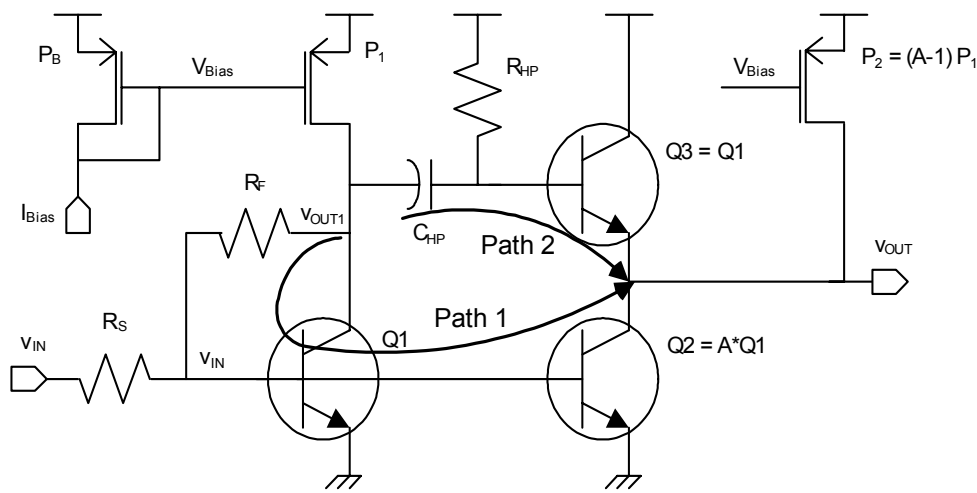 P_B
V_Bias
P_1
R_HP
V_Bias
P_2 = (A-1) P_1
Q3 = Q1
I_Bias
R_F
v_OUT1
C_HP
Path 2
v_OUT
Path 1
R_S
Q1
Q2 = A*Q1
v_IN
v_IN